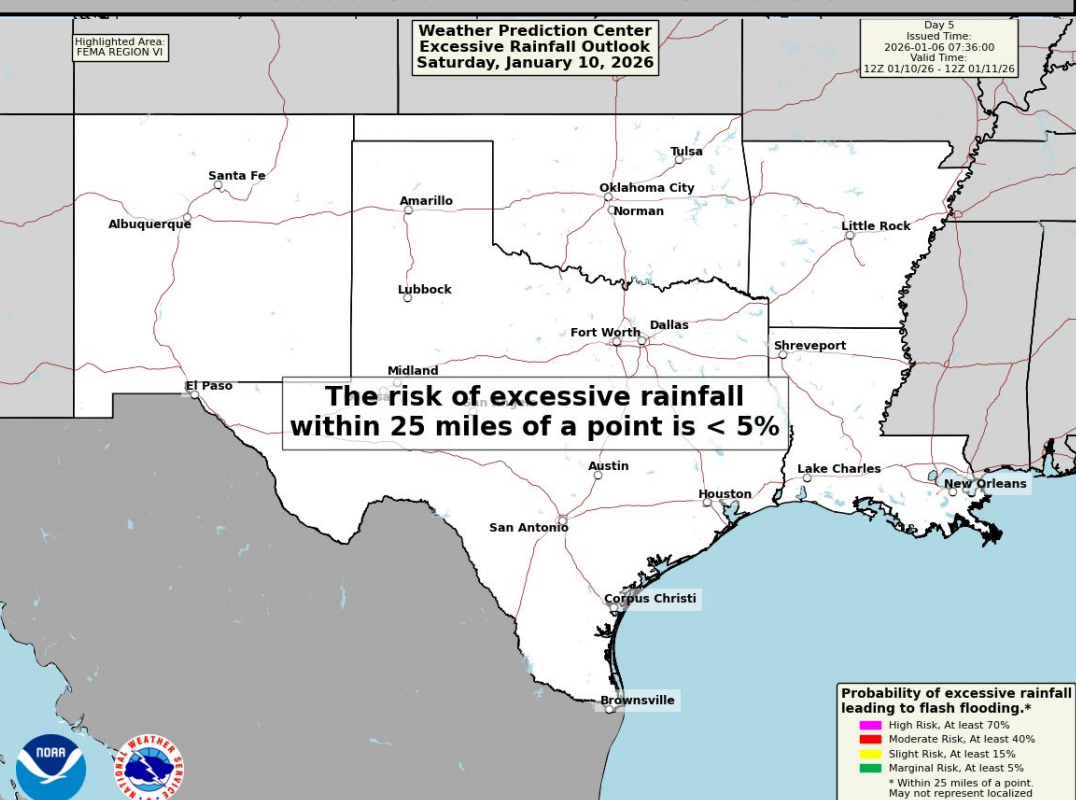 Highlighted Area:
FEMA REGION VI
Weather Prediction Center
Excessive Rainfall Outlook
Saturday, January 10, 2026
Day 5
Issued Time:
2026-01-06 07:36:00
Valid Time:
12Z 01/10/26 - 12Z 01/11/26
Tulsa
Santa Fe
Oklahoma City
Amarillo
Norman
Albuquerque
Little Rock
Lubbock
Fort Worth
Dallas
Shreveport
Midland
El Paso
The risk of excessive rainfall
within 25 miles of a point is < 5%
Austin
Lake Charles
New Orleans
Houston
San Antonio
Corpus Christi
Brownsville
Probability of excessive rainfall
leading to flash flooding.*
High Risk, At least 70%
Moderate Risk, At least 40%
Slight Risk, At least 15%
Marginal Risk, At least 5%
* Within 25 miles of a point.
May not represent localized
NOAA
NATIONAL WEATHER SERVICE